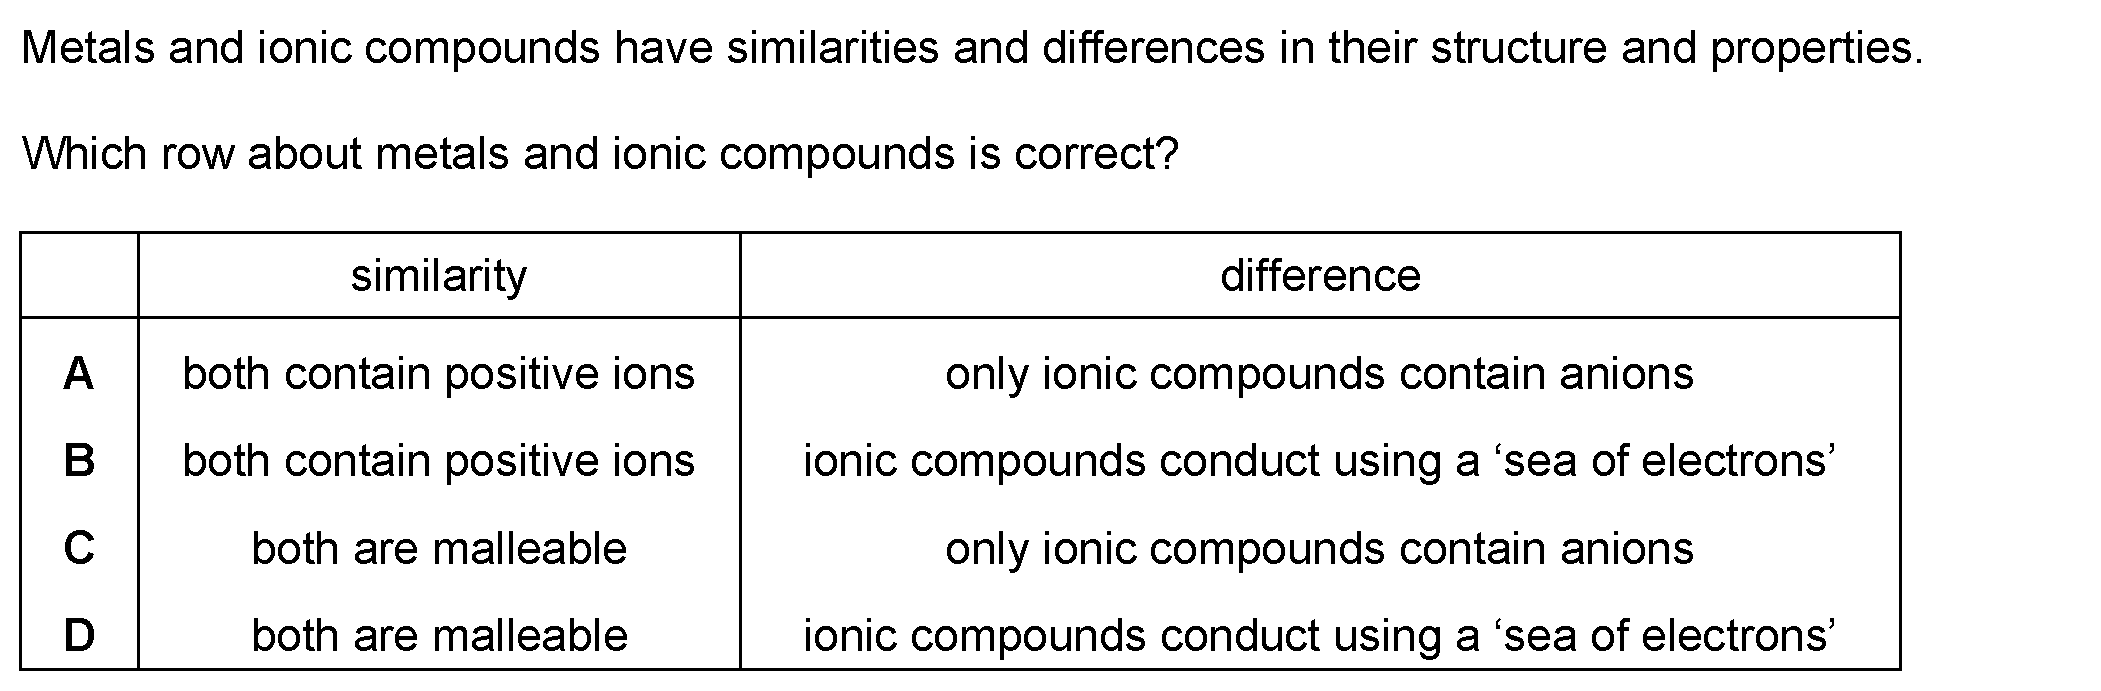 Metals and ionic compounds have similarities and differences in their structure and properties.
Which row about metals and ionic compounds is correct?
similarity difference
A both contain positive ions only ionic compounds contain anions
B both contain positive ions ionic compounds conduct using a ‘sea of electrons’
C both are malleable only ionic compounds contain anions
D both are malleable ionic compounds conduct using a ‘sea of electrons’